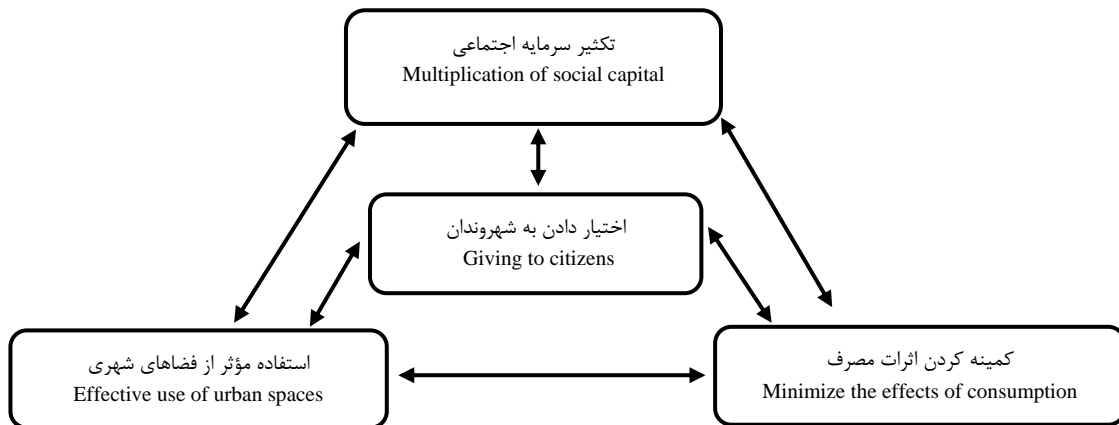 تکثیر سرمایه اجتماعی
Multiplication of social capital
اختیار دادن به شهروندان
Giving to citizens
استفاده مؤثر از فضاهای شهری
Effective use of urban spaces
کمینه کردن اثرات مصرف
Minimize the effects of consumption